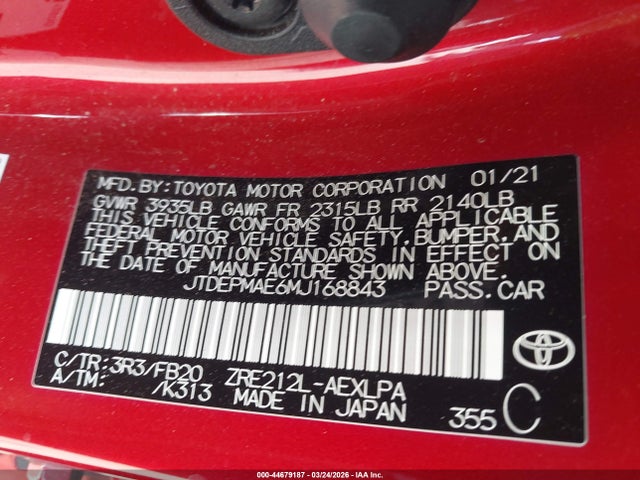 MFD. BY: TOYOTA MOTOR CORPORATION 01/21
GVWR 3935LB GAWR FR 2315LB RR 2140LB
THIS VEHICLE CONFORMS TO ALL APPLICABLE
FEDERAL MOTOR VEHICLE SAFETY, BUMPER, AND
THEFT PREVENTION STANDARDS IN EFFECT ON
THE DATE OF MANUFACTURE SHOWN ABOVE.
JTDEPMAE6MJ168843 PASS. CAR
C/TR: 3R3/FB20 ZRE212L-AEXLPA
A/TM: /K313 MADE IN JAPAN 355 C
TOYOTA
000-44679187 - 03/24/2026 - IAAI, Inc.